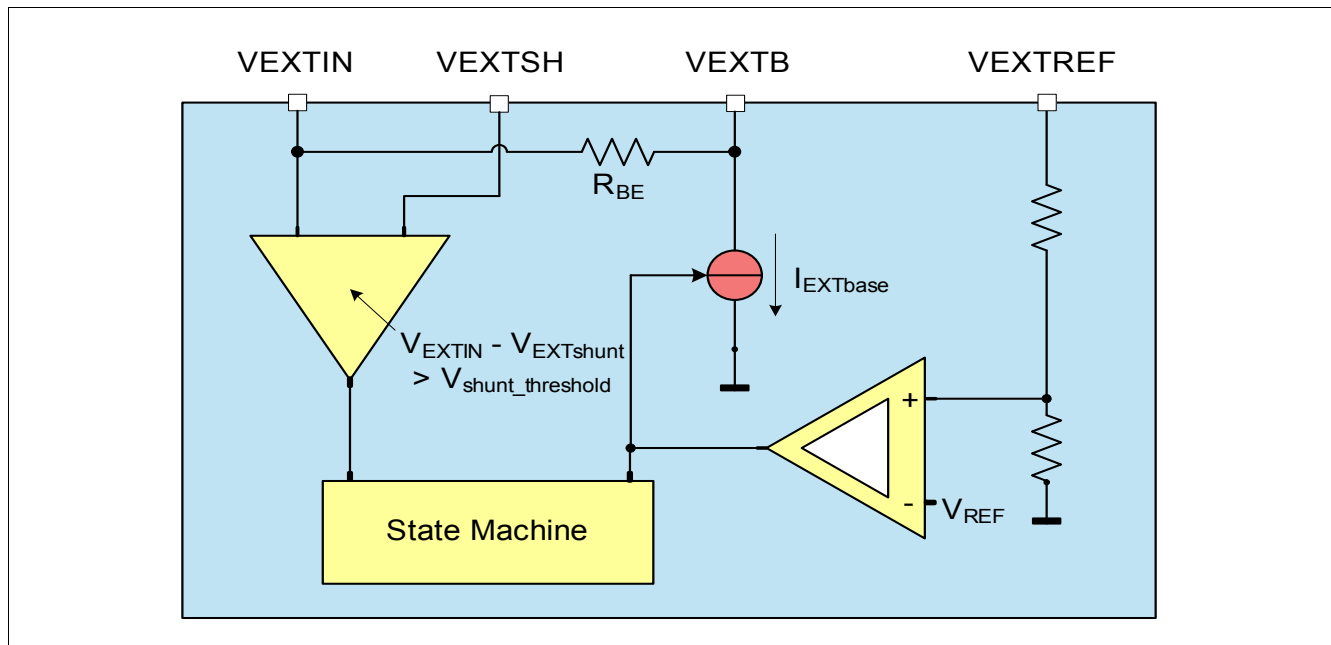 VEXTIN VEXTSH VEXTB VEXTREF
RBE
IEXTbase
VEXTIN - VEXTshunt
> Vshunt_threshold
+
- VREF
State Machine